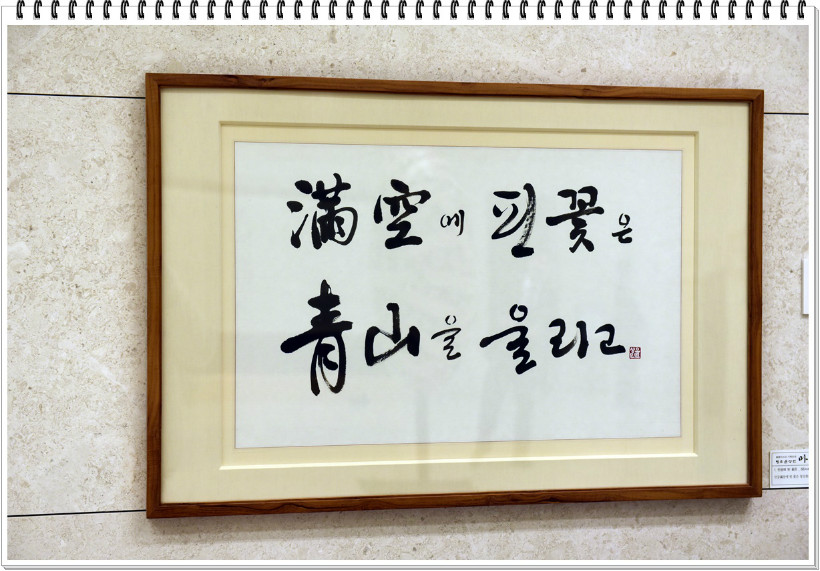 滿空에 핀 꽃은
靑山을 울리고